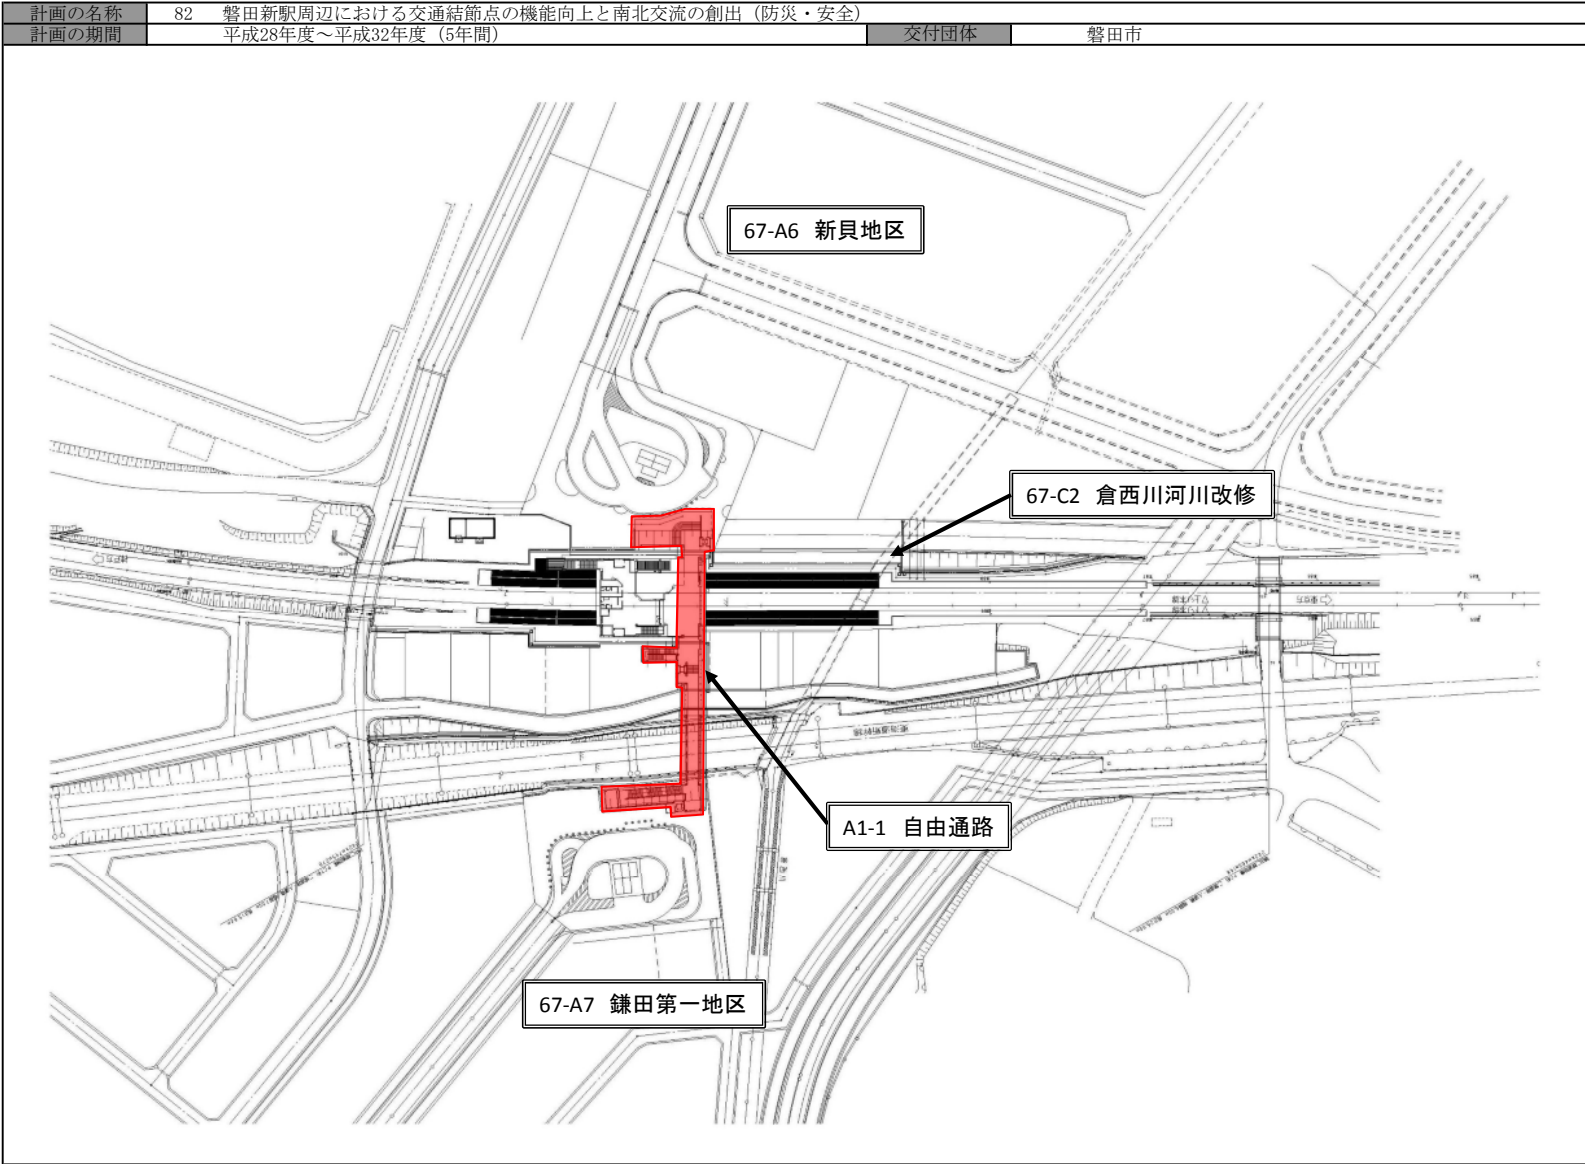 計画の名称 82 磐田新駅周辺における交通結節点の機能向上と南北交流の創出（防災・安全）
計画の期間 平成28年度～平成32年度（5年間） 交付団体 磐田市
67-A6 新貝地区
67-C2 倉西川河川改修
A1-1 自由通路
67-A7 鎌田第一地区